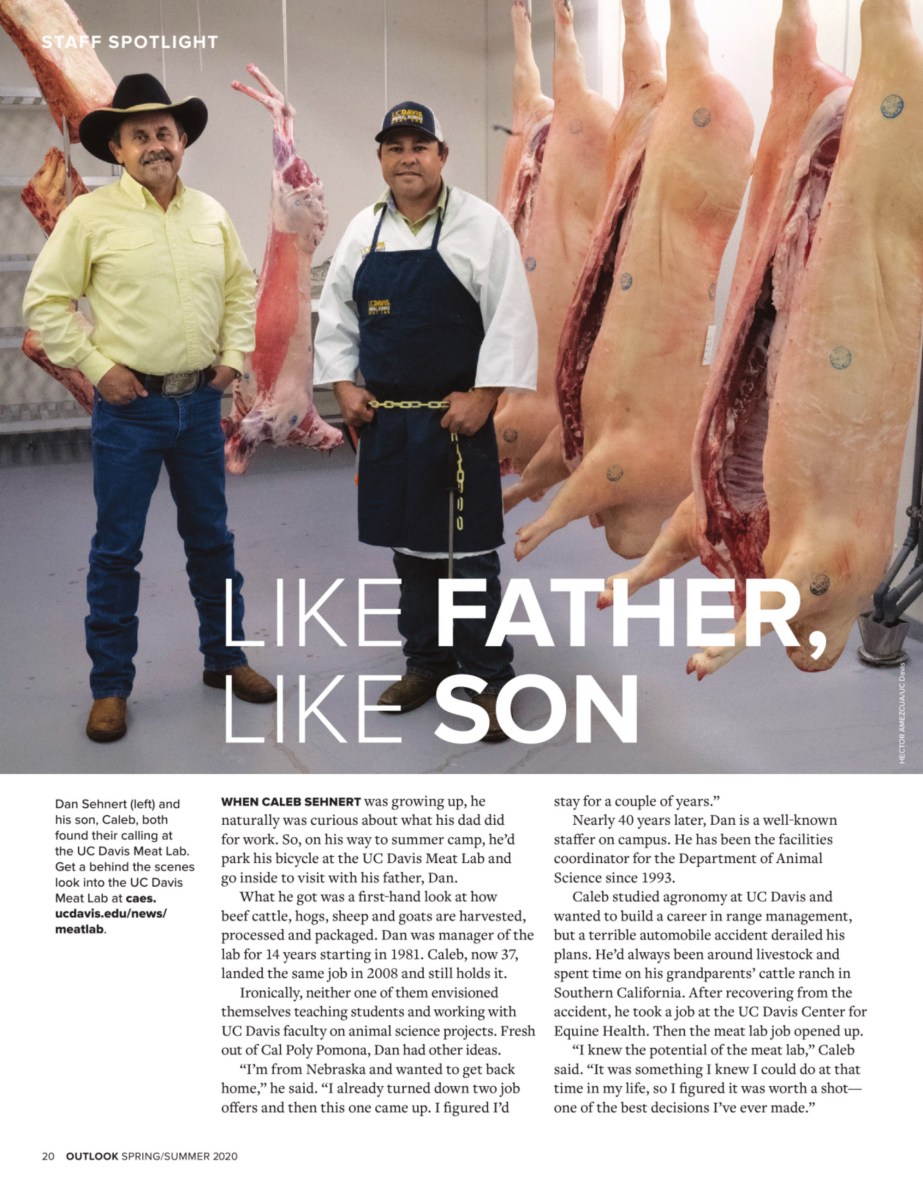 STAFF SPOTLIGHT
UC DAVIS
UC DAVIS
LIKE FATHER,
LIKE SON
HECTOR AMEZCUA/UC Davis
Dan Sehnert (left) and
his son, Caleb, both
found their calling at
the UC Davis Meat Lab.
Get a behind the scenes
look into the UC Davis
Meat Lab at caes.
ucdavis.edu/news/
meatlab.
WHEN CALEB SEHNERT was growing up, he
naturally was curious about what his dad did
for work. So, on his way to summer camp, he’d
park his bicycle at the UC Davis Meat Lab and
go inside to visit with his father, Dan.
What he got was a first-hand look at how
beef cattle, hogs, sheep and goats are harvested,
processed and packaged. Dan was manager of the
lab for 14 years starting in 1981. Caleb, now 37,
landed the same job in 2008 and still holds it.
Ironically, neither one of them envisioned
themselves teaching students and working with
UC Davis faculty on animal science projects. Fresh
out of Cal Poly Pomona, Dan had other ideas.
“I’m from Nebraska and wanted to get back
home,” he said. “I already turned down two job
offers and then this one came up. I figured I’d
stay for a couple of years.”
Nearly 40 years later, Dan is a well-known
staffer on campus. He has been the facilities
coordinator for the Department of Animal
Science since 1993.
Caleb studied agronomy at UC Davis and
wanted to build a career in range management,
but a terrible automobile accident derailed his
plans. He’d always been around livestock and
spent time on his grandparents’ cattle ranch in
Southern California. After recovering from the
accident, he took a job at the UC Davis Center for
Equine Health. Then the meat lab job opened up.
“I knew the potential of the meat lab,” Caleb
said. “It was something I knew I could do at that
time in my life, so I figured it was worth a shot—
one of the best decisions I’ve ever made.”
20 OUTLOOK SPRING/SUMMER 2020